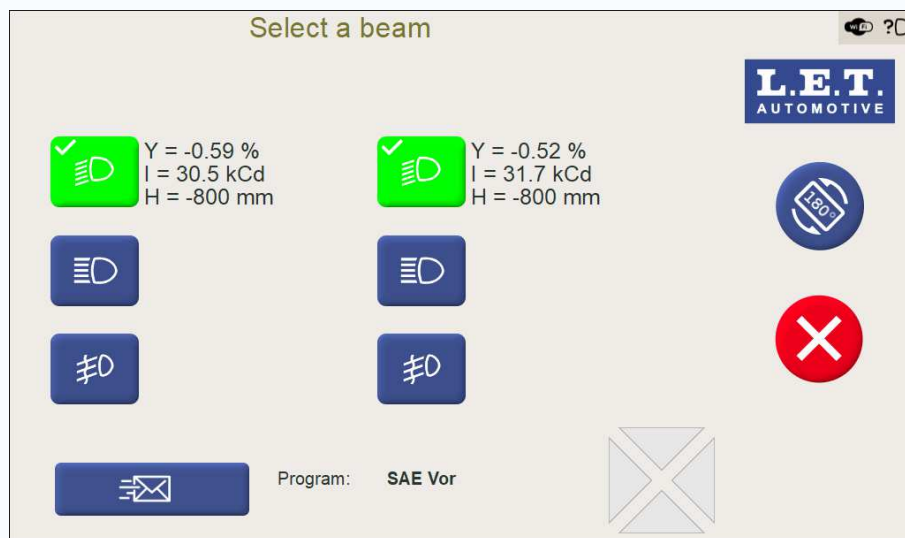 Select a beam
WiFi ?
L.E.T.
AUTOMOTIVE
Y = -0.59 %
I = 30.5 kCd
H = -800 mm
Y = -0.52 %
I = 31.7 kCd
H = -800 mm
180°
Program: SAE Vor